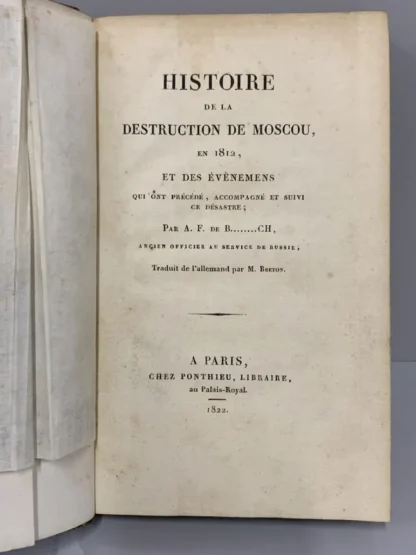 HISTOIRE
DE LA
DESTRUCTION DE MOSCOU,
EN 1812,
ET DES ÉVÊNEMENS
QUI ONT PRÉCÉDÉ, ACCOMPAGNÉ ET SUIVI
CE DÉSASTRE;
PAR A. F. DE B........CH,
ANCIEN OFFICIER AU SERVICE DE RUSSIE;
Traduit de l'allemand par M. BRETON.
A PARIS,
CHEZ PONTHIEU, LIBRAIRE,
au Palais-Royal.
1822.